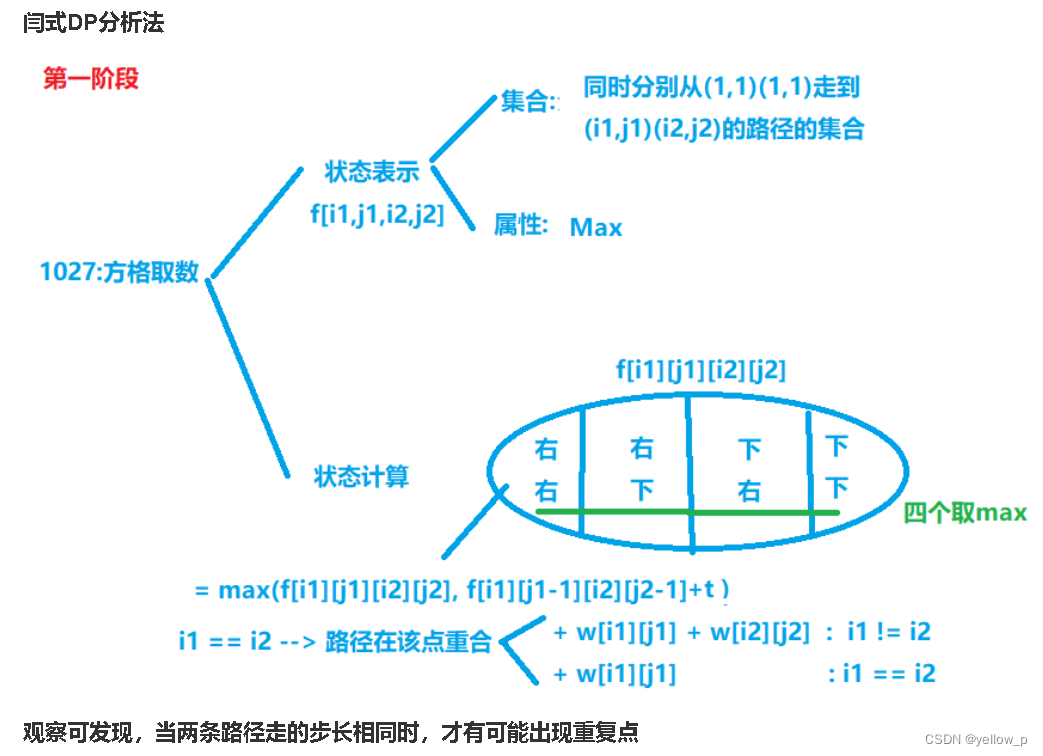 闫式DP分析法
第一阶段
集合:
同时分别从(1,1)(1,1)走到
(i1,j1)(i2,j2)的路径的集合
状态表示
f[i1,j1,i2,j2]
属性:
Max
1027:方格取数
f[i1][j1][i2][j2]
右 右 下 下
右 下 右 下
四个取max
状态计算
= max(f[i1][j1][i2][j2], f[i1][j1-1][i2][j2-1]+t )
i1 == i2 --> 路径在该点重合
+ w[i1][j1] + w[i2][j2] : i1 != i2
+ w[i1][j1] : i1 == i2
观察可发现，当两条路径走的步长相同时，才有可能出现重复点
CSDN @yellow_p